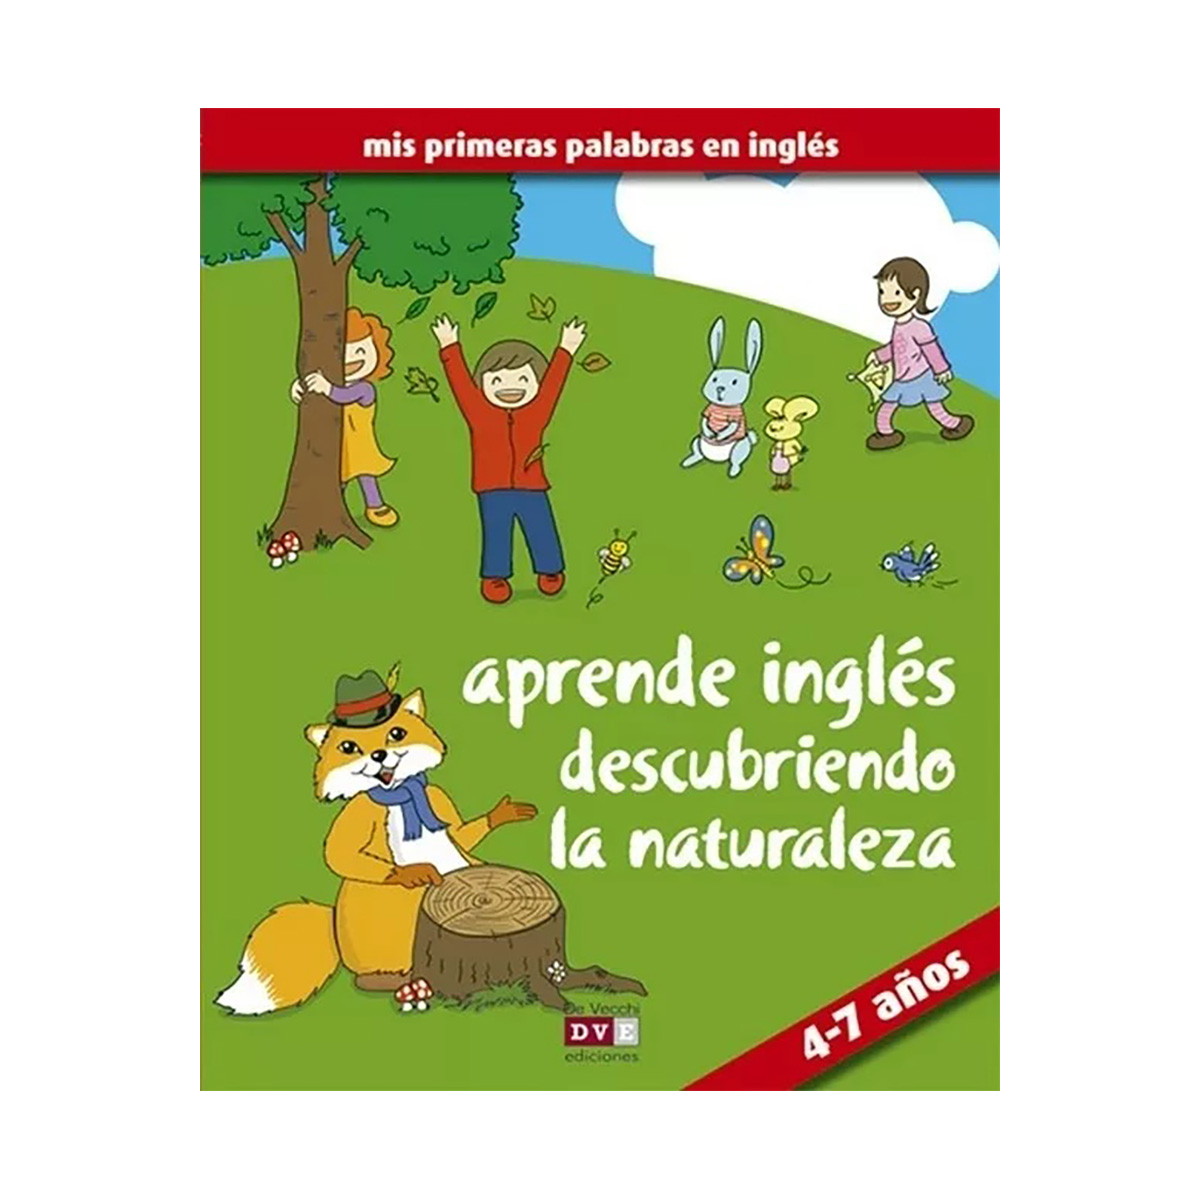 mis primeras palabras en inglés
aprende inglés
descubriendo
la naturaleza
4-7 años
De Vecchi
DVE
ediciones